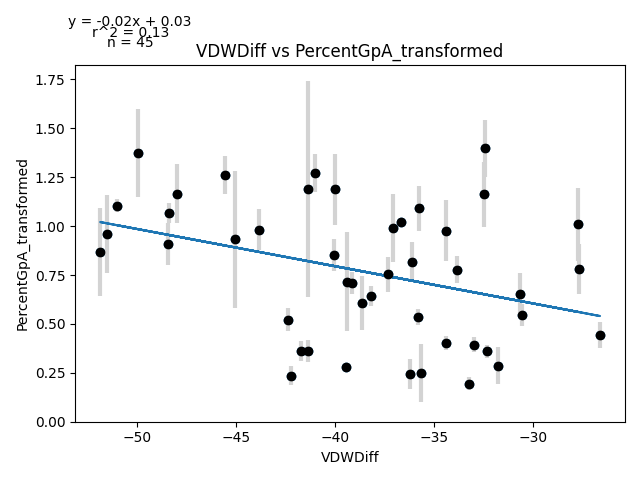 y = -0.02x + 0.03
r^2 = 0.13
n = 45
VDWDiff vs PercentGpA_transformed
PercentGpA_transformed
1.75
1.50
1.25
1.00
0.75
0.50
0.25
0.00
−50 −45 −40 −35 −30
VDWDiff